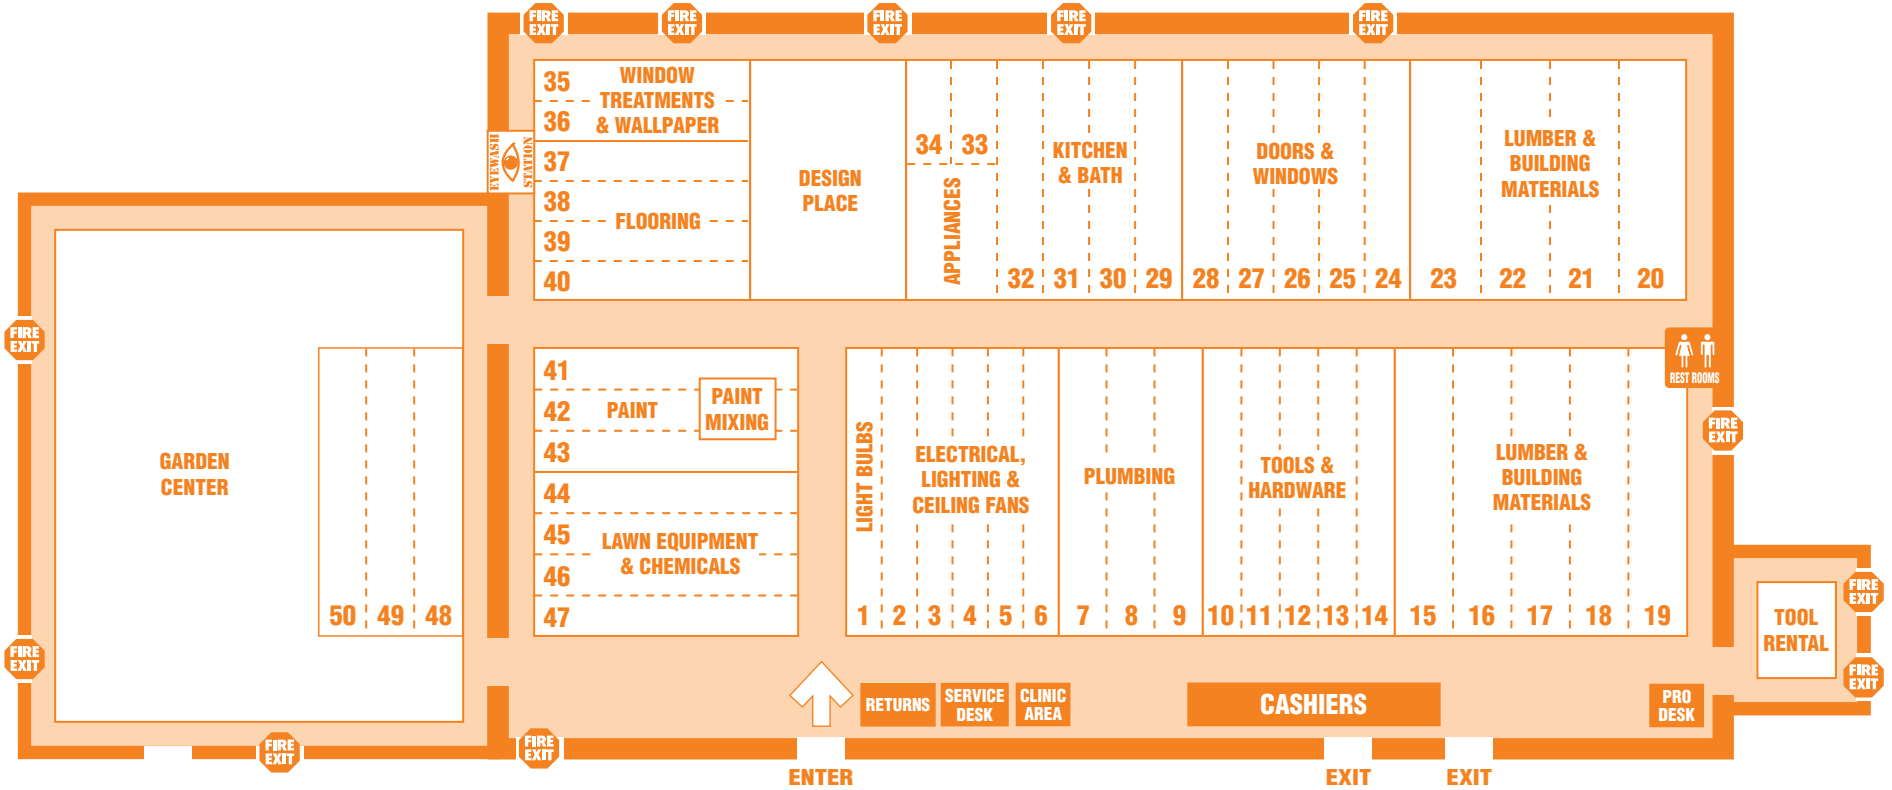 FIRE
EXIT
FIRE
EXIT
FIRE
EXIT
FIRE
EXIT
FIRE
EXIT
35
36
WINDOW
TREATMENTS
& WALLPAPER
EYEWASH
STATION
37
38
39
40
FLOORING
DESIGN
PLACE
34
33
APPLIANCES
KITCHEN
& BATH
32
31
30
29
DOORS &
WINDOWS
28
27
26
25
24
LUMBER &
BUILDING
MATERIALS
23
22
21
20
FIRE
EXIT
GARDEN
CENTER
50
49
48
FIRE
EXIT
FIRE
EXIT
41
42
43
PAINT
PAINT
MIXING
44
45
46
47
LAWN EQUIPMENT
& CHEMICALS
LIGHT BULBS
ELECTRICAL,
LIGHTING &
CEILING FANS
1
2
3
4
5
6
PLUMBING
7
8
9
TOOLS &
HARDWARE
10
11
12
13
14
LUMBER &
BUILDING
MATERIALS
15
16
17
18
19
REST ROOMS
FIRE
EXIT
TOOL
RENTAL
FIRE
EXIT
FIRE
EXIT
RETURNS
SERVICE
DESK
CLINIC
AREA
CASHIERS
PRO
DESK
FIRE
EXIT
ENTER
EXIT
EXIT